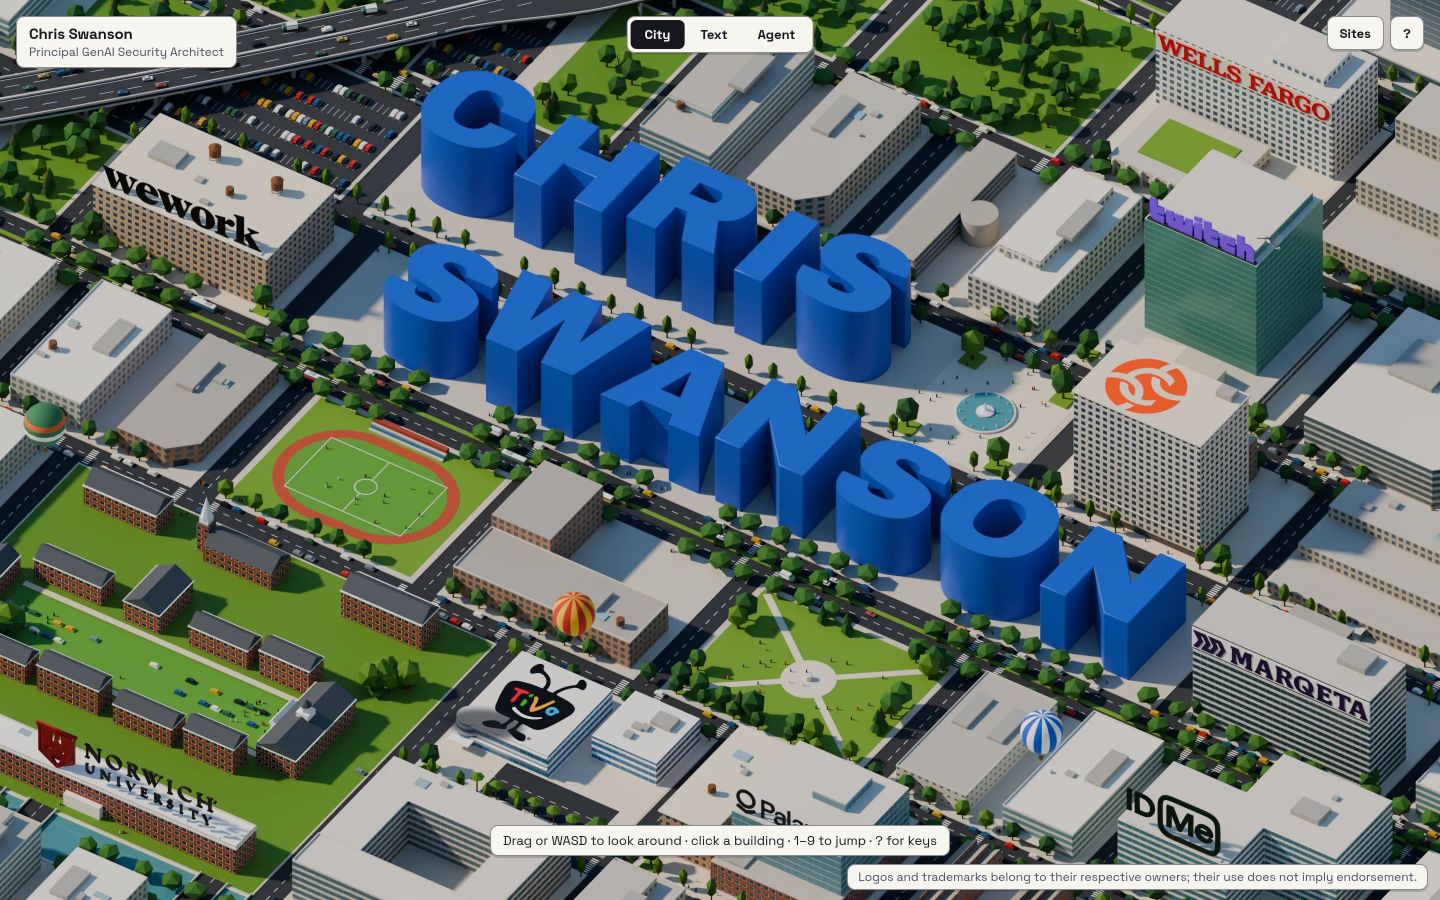 Chris Swanson
Principal GenAI Security Architect
City
Text
Agent
Sites
?
WELLS FARGO
CHRIS
SWANSON
wework
twitch
MARQETA
TiVo
NORWICH
UNIVERSITY
ID Me
Drag or WASD to look around · click a building · 1–9 to jump · ? for keys
Logos and trademarks belong to their respective owners; their use does not imply endorsement.